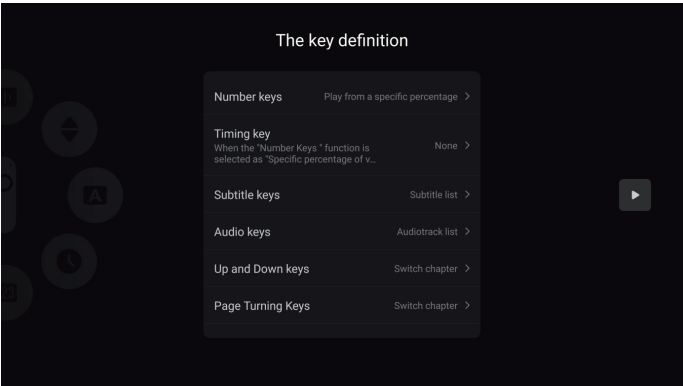 The key definition
Number keys Play from a specific percentage >
Timing key
When the "Number Keys " function is
selected as "Specific percentage of v...
None >
Subtitle keys Subtitle list >
Audio keys Audiotrack list >
Up and Down keys Switch chapter >
Page Turning Keys Switch chapter >
A